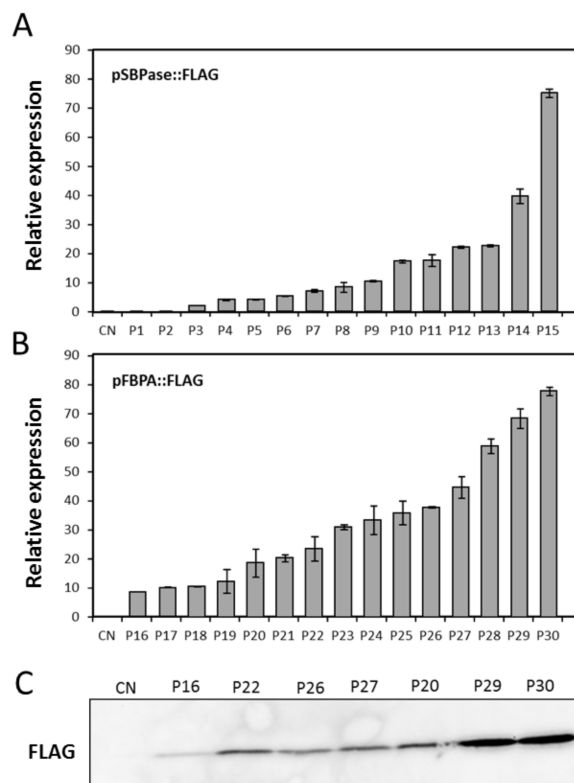 A
Relative expression
90
80
70
60
50
40
30
20
10
0
pSBPase::FLAG
CN P1 P2 P3 P4 P5 P6 P7 P8 P9 P10 P11 P12 P13 P14 P15
B
Relative expression
90
80
70
60
50
40
30
20
10
0
pFBPA::FLAG
CN P16 P17 P18 P19 P20 P21 P22 P23 P24 P25 P26 P27 P28 P29 P30
C
CN P16 P22 P26 P27 P20 P29 P30
FLAG